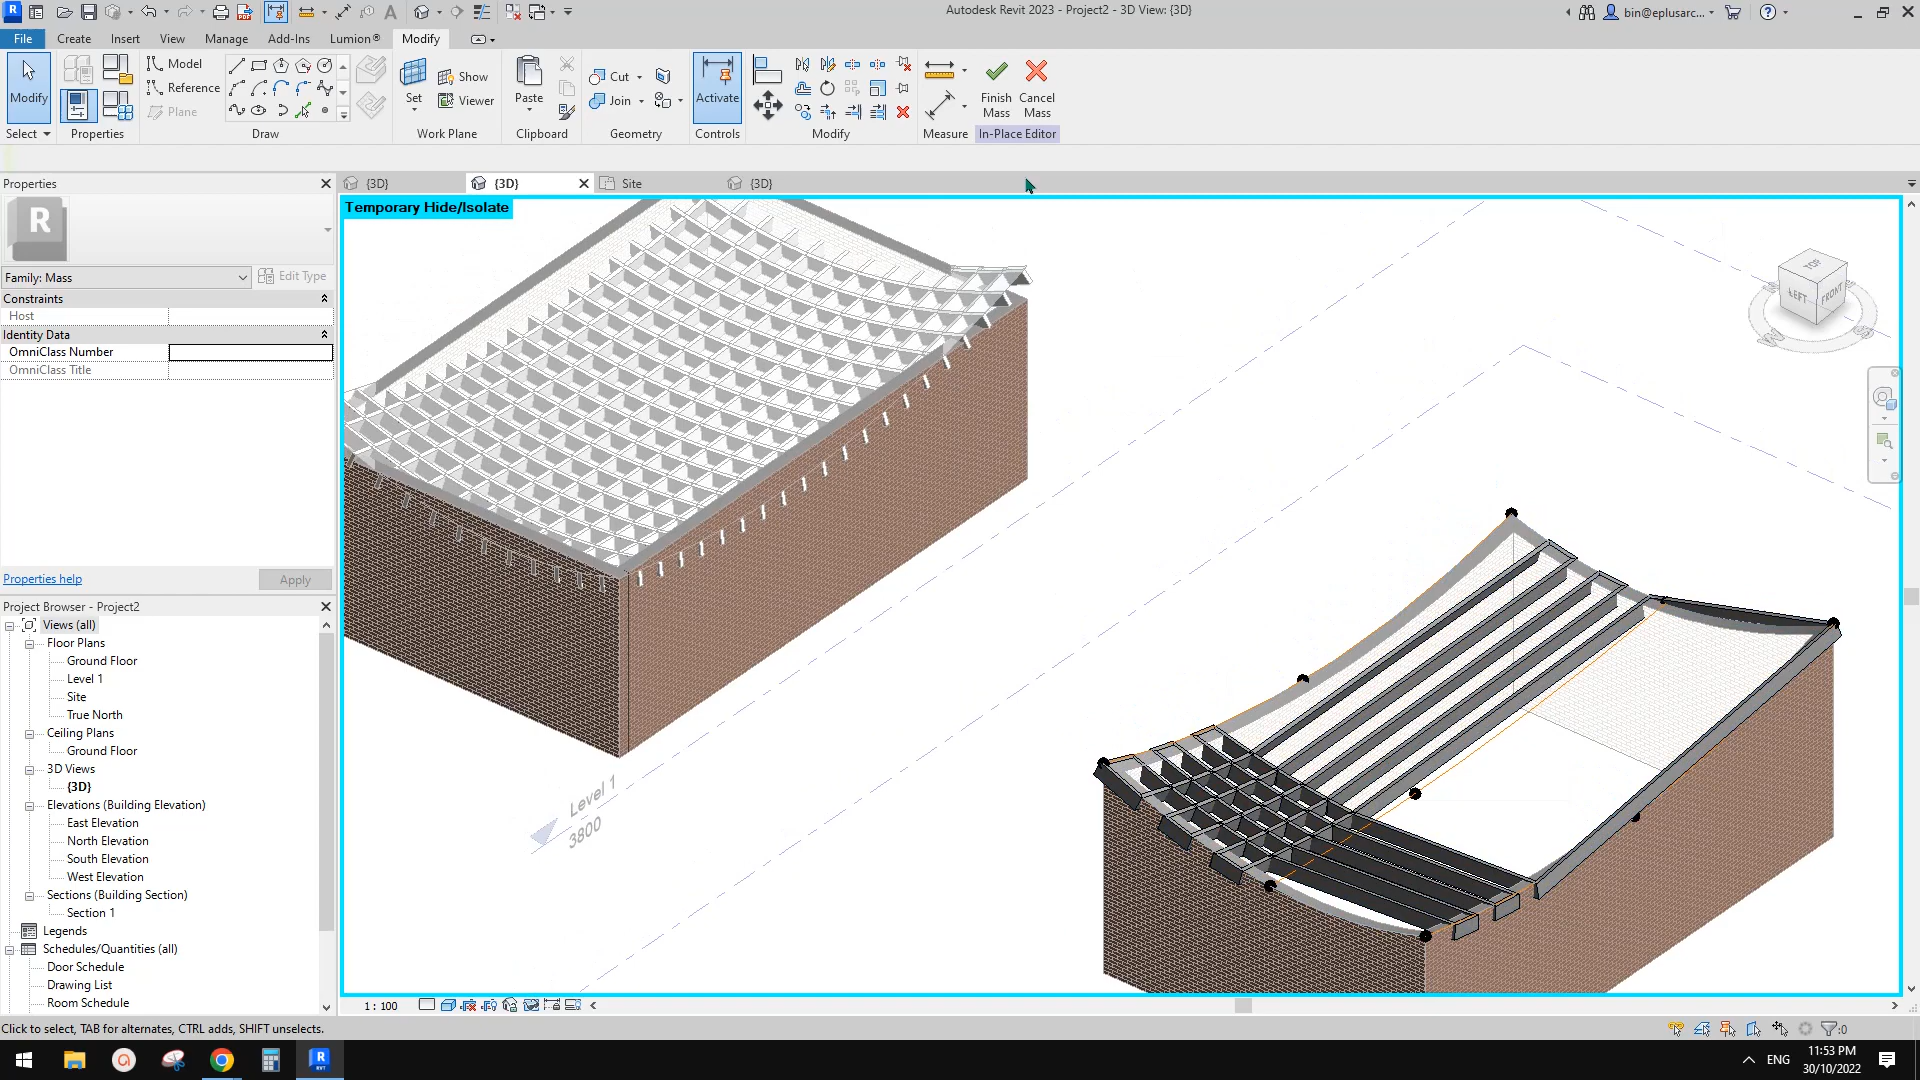 Autodesk Revit 2023 - Project2 - 3D View: {3D}
bin@eplusarc...
File
Create
Insert
View
Manage
Add-Ins
Lumion®
Modify
Modify
Select
Properties
Model
Reference
Plane
Draw
Set
Show
Viewer
Work Plane
Paste
Clipboard
Cut
Join
Geometry
Activate
Controls
Modify
Measure
Finish Mass
Cancel Mass
In-Place Editor
Properties
{3D}
{3D}
Site
{3D}
Temporary Hide/Isolate
R
Family: Mass
Edit Type
Constraints
Host
Identity Data
OmniClass Number
OmniClass Title
TOP
LEFT
FRONT
W
S
Level 1
3800
Properties help
Apply
Project Browser - Project2
Views (all)
Floor Plans
Ground Floor
Level 1
Site
True North
Ceiling Plans
Ground Floor
3D Views
{3D}
Elevations (Building Elevation)
East Elevation
North Elevation
South Elevation
West Elevation
Sections (Building Section)
Section 1
Legends
Schedules/Quantities (all)
Door Schedule
Drawing List
Room Schedule
1 : 100
Click to select, TAB for alternates, CTRL adds, SHIFT unselects.
:0
ENG
11:53 PM
30/10/2022